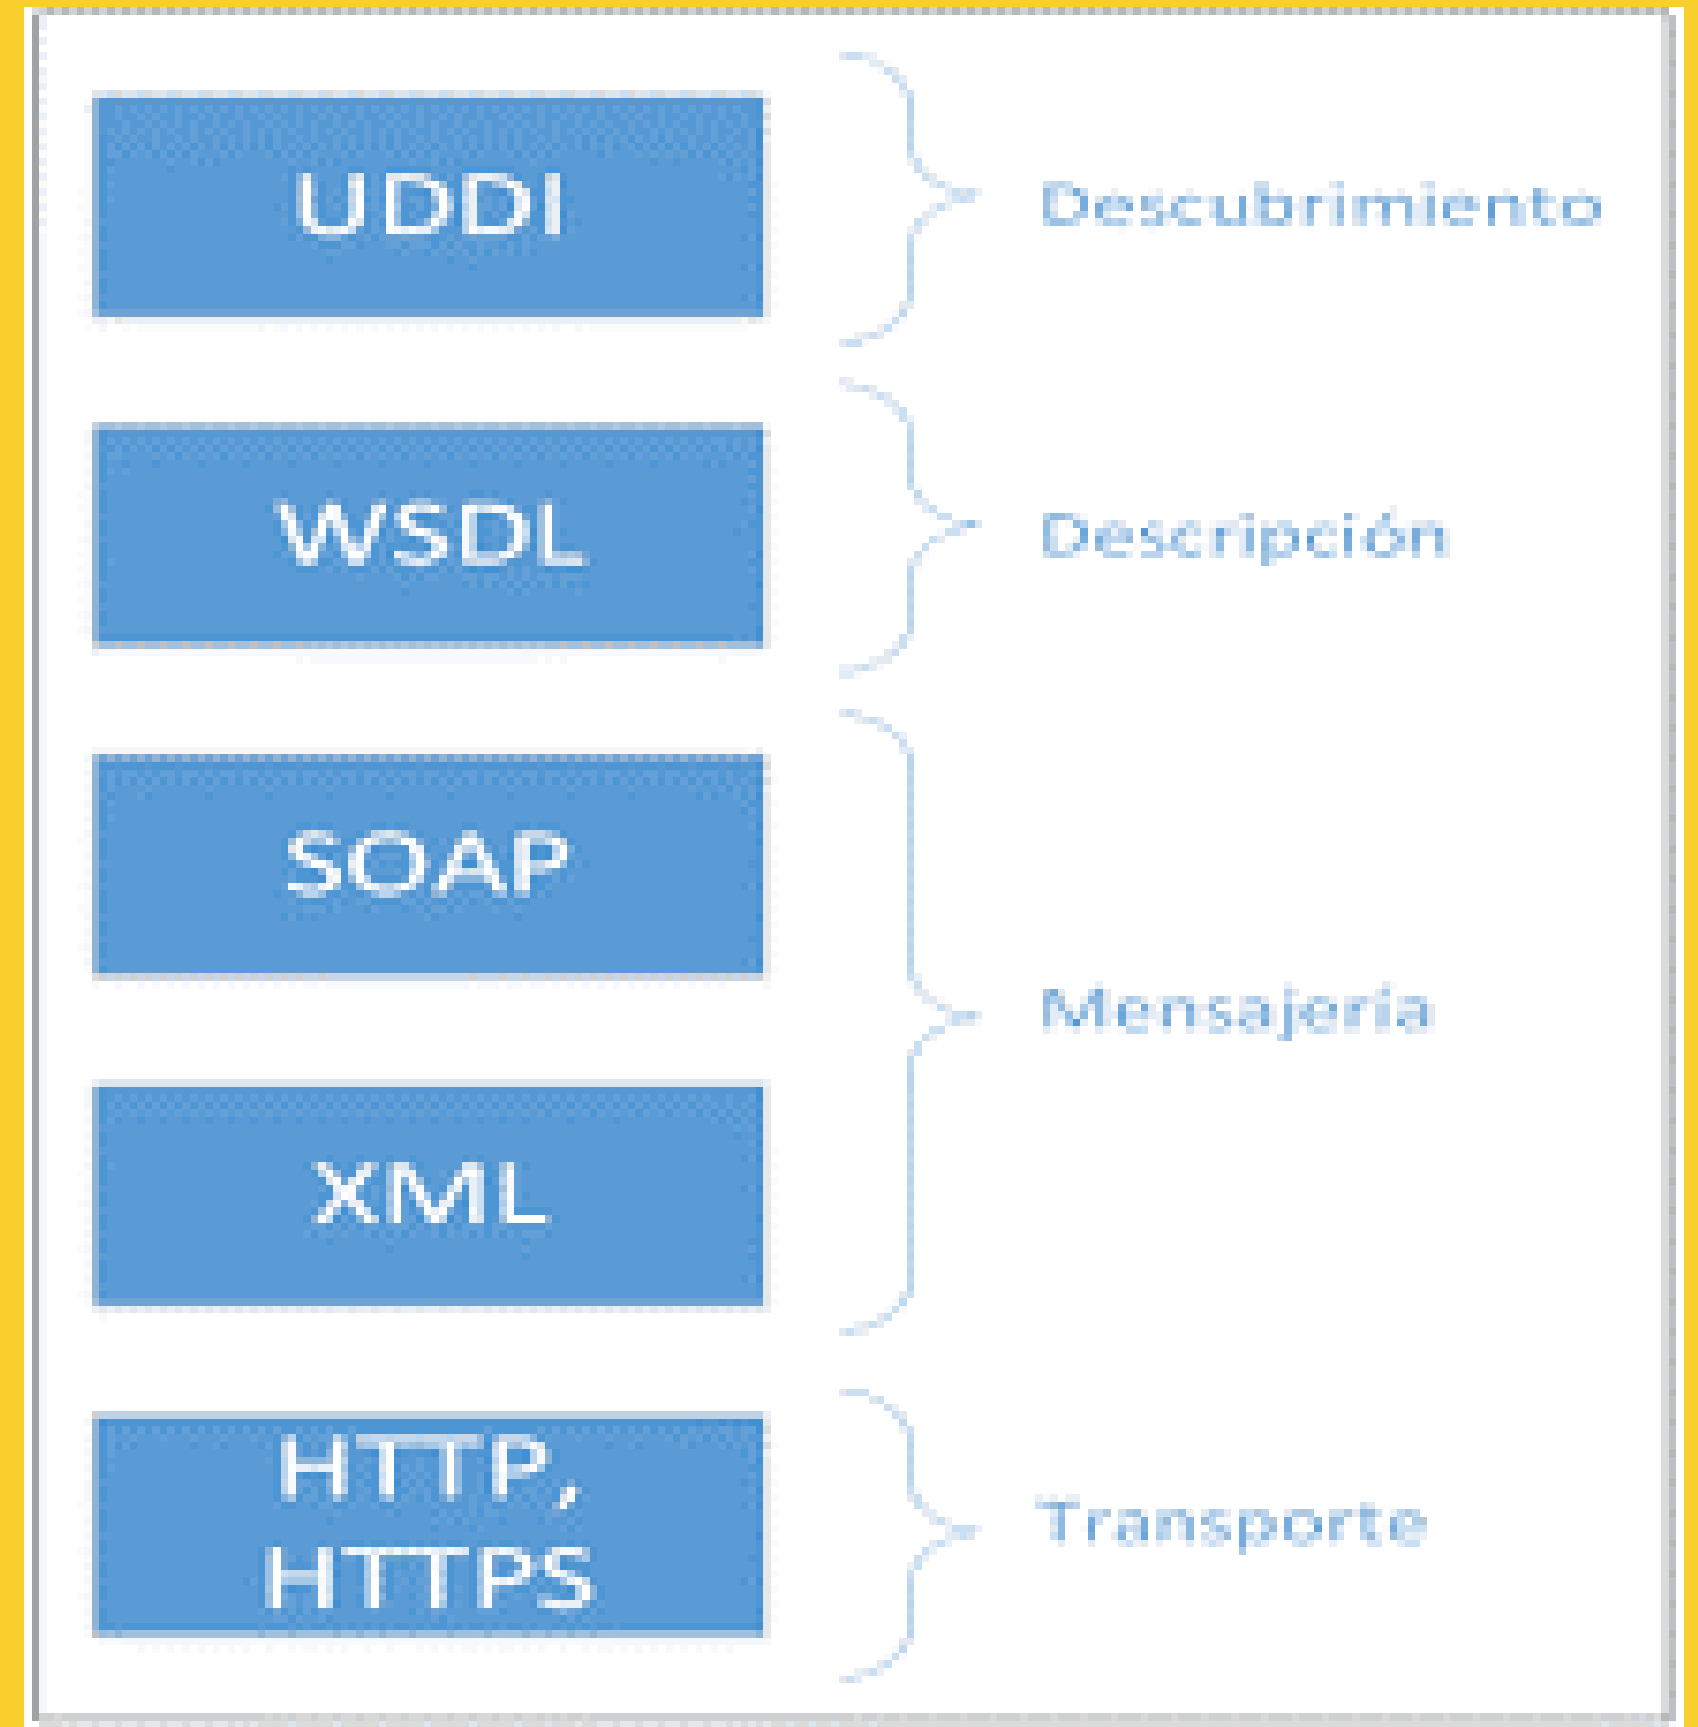 UDDI
Descubrimiento
WSDL
Descripción
SOAP
Mensajería
XML
HTTP,
HTTPS
Transporte